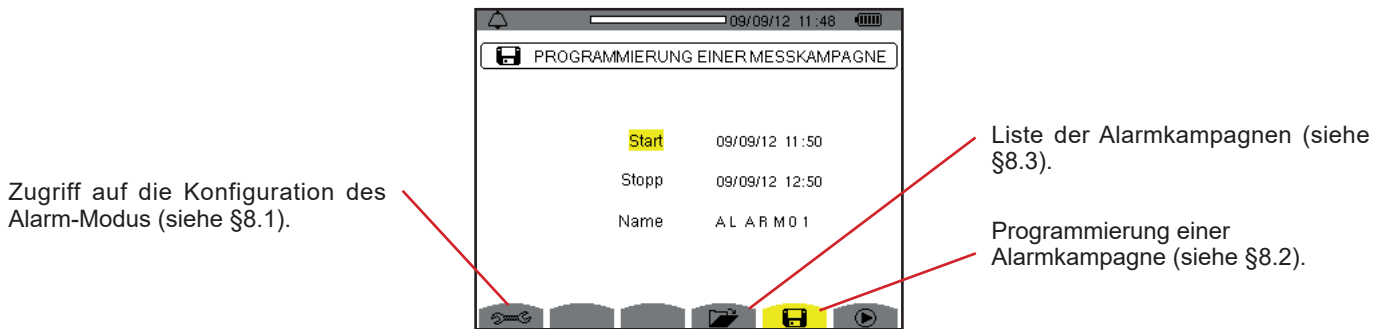 09/09/12 11:48
PROGRAMMIERUNG EINER MESSKAMPAGNE
Start 09/09/12 11:50
Stopp 09/09/12 12:50
Name ALARM01
Zugriff auf die Konfiguration des
Alarm-Modus (siehe §8.1).
Liste der Alarmkampagnen (siehe
§8.3).
Programmierung einer
Alarmkampagne (siehe §8.2).